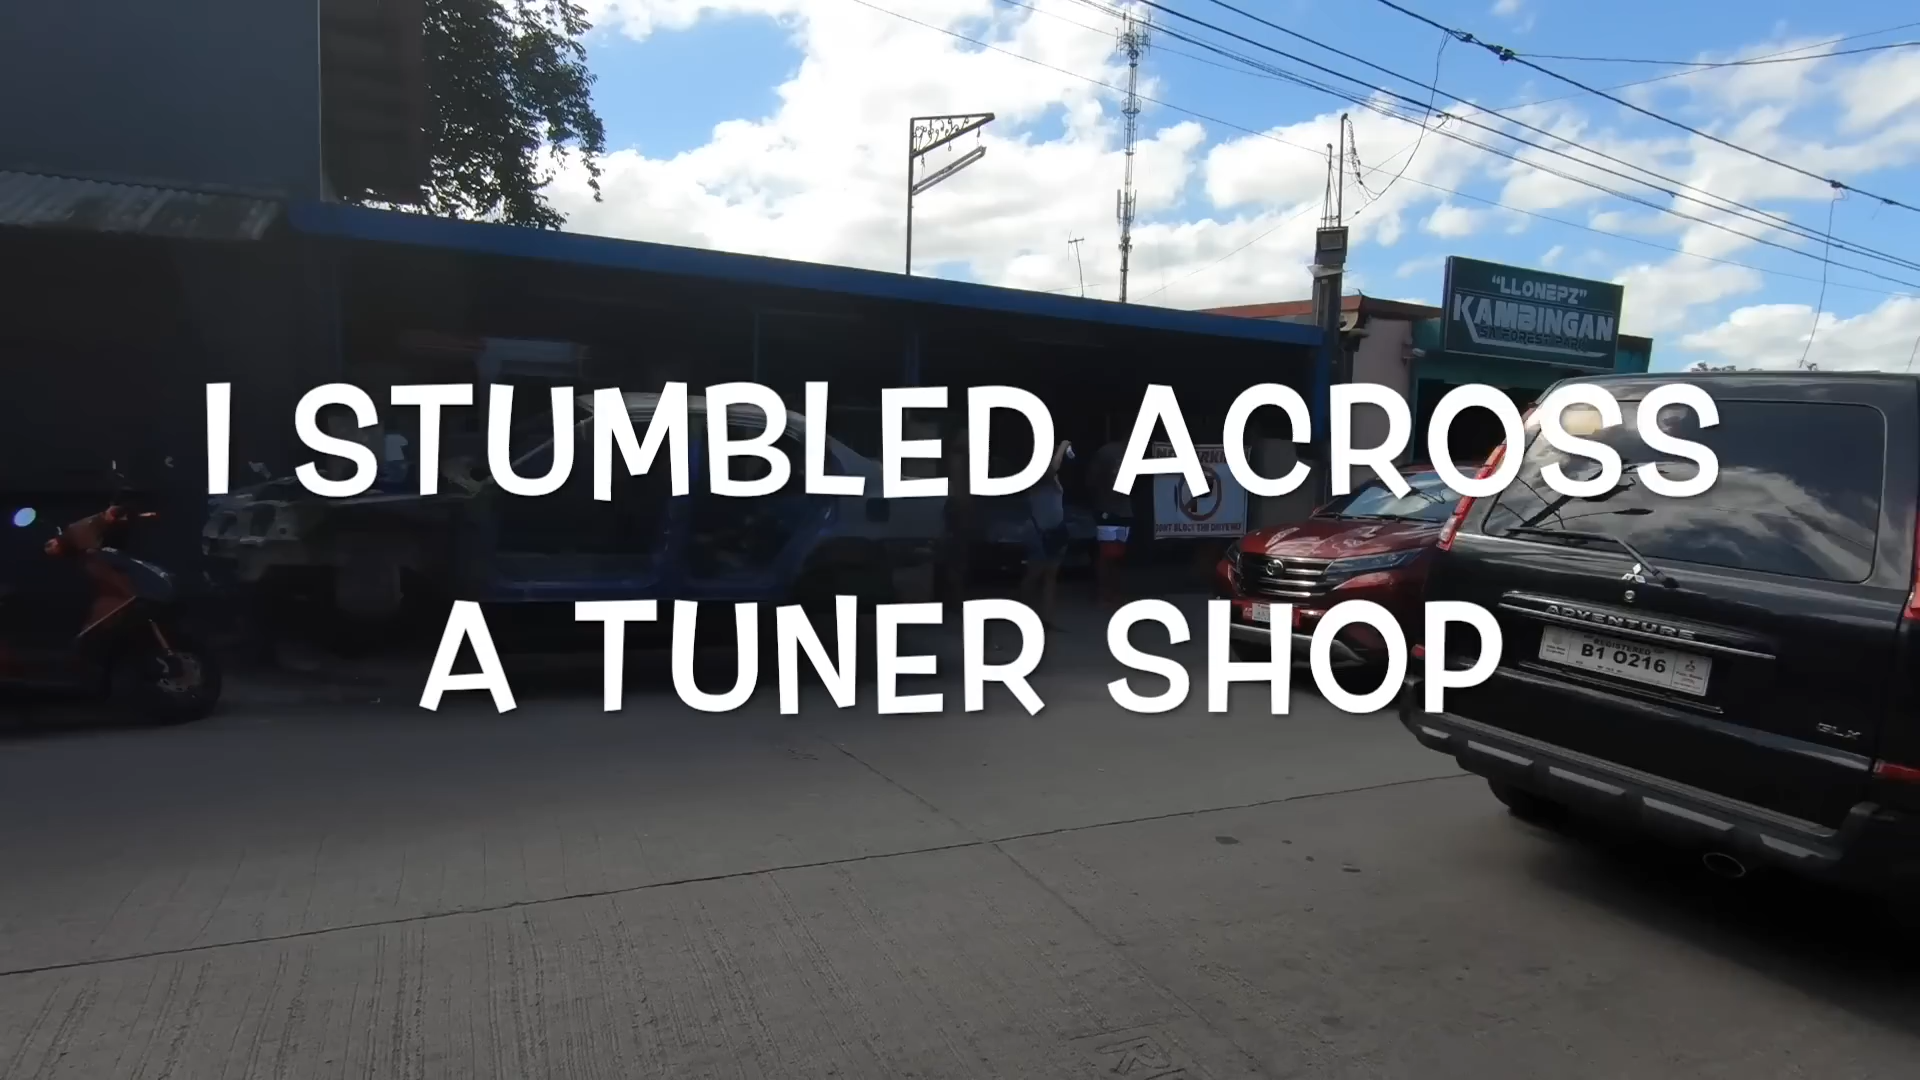 "LLONEPZ"
KAMBINGAN
I STUMBLED ACROSS
A TUNER SHOP
DON'T BLOCK THE DRIVEWAY
ADVENTURE
REGISTERED
B1 0216
GLX